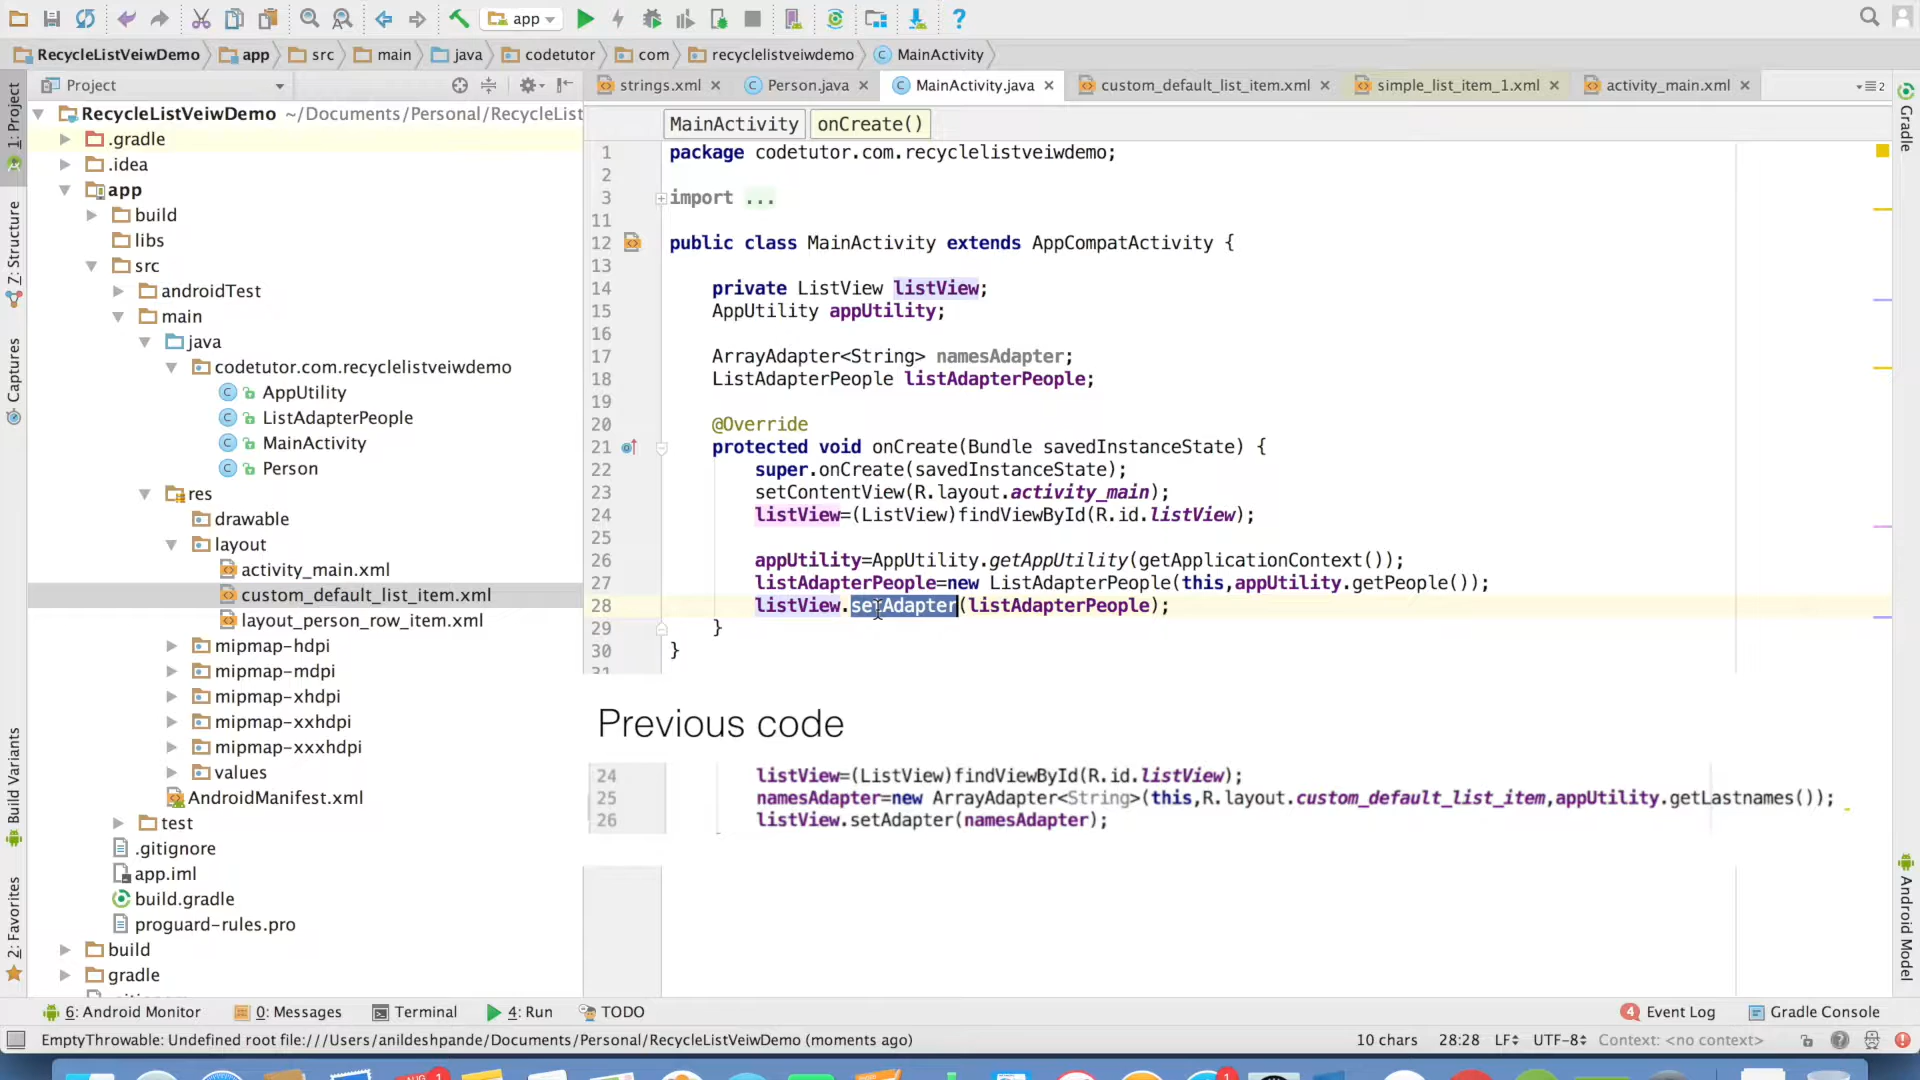 app
RecycleListVeiwDemo app src main java codetutor com recyclelistveiwdemo MainActivity
Project
strings.xml Person.java MainActivity.java custom_default_list_item.xml simple_list_item_1.xml activity_main.xml
2
1: Project
Z: Structure
Captures
Build Variants
2: Favorites
Gradle
Android Model
RecycleListVeiwDemo ~/Documents/Personal/RecycleList
.gradle
.idea
app
build
libs
src
androidTest
main
java
codetutor.com.recyclelistveiwdemo
AppUtility
ListAdapterPeople
MainActivity
Person
res
drawable
layout
activity_main.xml
custom_default_list_item.xml
layout_person_row_item.xml
mipmap-hdpi
mipmap-mdpi
mipmap-xhdpi
mipmap-xxhdpi
mipmap-xxxhdpi
values
AndroidManifest.xml
test
.gitignore
app.iml
build.gradle
proguard-rules.pro
build
gradle
MainActivity onCreate()
1 package codetutor.com.recyclelistveiwdemo;
2
3 import ...
11
12 public class MainActivity extends AppCompatActivity {
13
14 private ListView listView;
15 AppUtility appUtility;
16
17 ArrayAdapter<String> namesAdapter;
18 ListAdapterPeople listAdapterPeople;
19
20 @Override
21 protected void onCreate(Bundle savedInstanceState) {
22 super.onCreate(savedInstanceState);
23 setContentView(R.layout.activity_main);
24 listView=(ListView)findViewById(R.id.listView);
25
26 appUtility=AppUtility.getAppUtility(getApplicationContext());
27 listAdapterPeople=new ListAdapterPeople(this,appUtility.getPeople());
28 listView.setAdapter(listAdapterPeople);
29 }
30 }
31
Previous code
24 listView=(ListView)findViewById(R.id.listView);
25 namesAdapter=new ArrayAdapter<String>(this,R.layout.custom_default_list_item,appUtility.getLastnames());
26 listView.setAdapter(namesAdapter);
6: Android Monitor 0: Messages Terminal 4: Run TODO 4 Event Log Gradle Console
EmptyThrowable: Undefined root file:///Users/anildeshpande/Documents/Personal/RecycleListVeiwDemo (moments ago) 10 chars 28:28 LF UTF-8 Context: <no context>